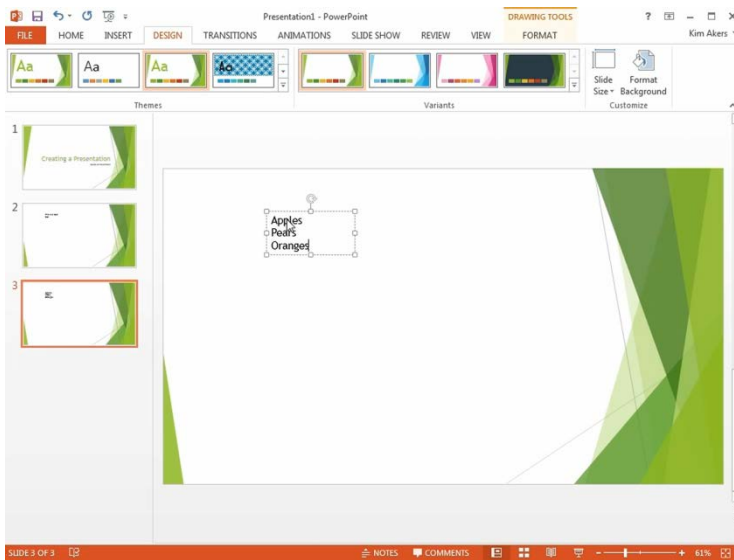 Presentation1 - PowerPoint
DRAWING TOOLS
FILE HOME INSERT DESIGN TRANSITIONS ANIMATIONS SLIDE SHOW REVIEW VIEW FORMAT Kim Akers
Aa Aa Aa Aa
Slide Size Format Background
Themes Variants Customize
1
Creating a Presentation
2
3
Apples
Pears
Oranges
SLIDE 3 OF 3 NOTES COMMENTS 61%